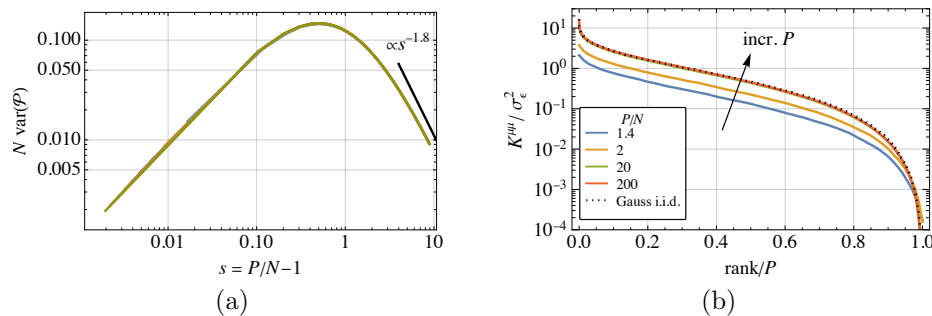 N var(𝒫)
0.100
0.050
0.010
0.005
∝s^−1.8
0.01
0.10
1
10
s = P/N−1
(a)
K^μμ / σ_ϵ^2
10^1
10^0
10^−1
10^−2
10^−3
10^−4
incr. P
P/N
1.4
2
20
200
Gauss i.i.d.
0.0
0.2
0.4
0.6
0.8
1.0
rank/P
(b)